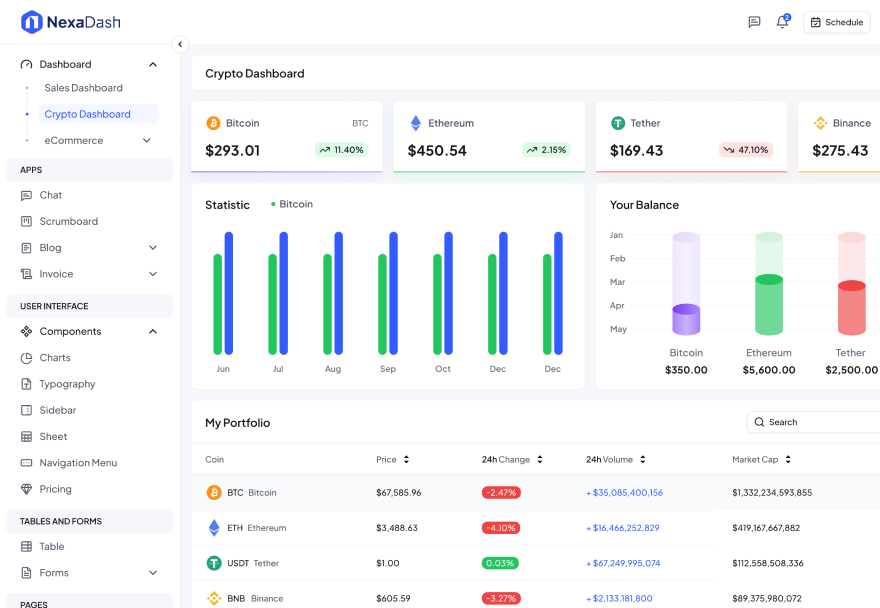 NexaDash
2
Schedule
Dashboard
Sales Dashboard
Crypto Dashboard
eCommerce
APPS
Chat
Scrumboard
Blog
Invoice
USER INTERFACE
Components
Charts
Typography
Sidebar
Sheet
Navigation Menu
Pricing
TABLES AND FORMS
Table
Forms
PAGES
Crypto Dashboard
Bitcoin BTC
$293.01 11.40%
Ethereum
$450.54 2.15%
Tether
$169.43 47.10%
Binance
$275.43
Statistic Bitcoin
Jun Jul Aug Sep Oct Dec Dec
Your Balance
Jan
Feb
Mar
Apr
May
Bitcoin Ethereum Tether
$350.00 $5,600.00 $2,500.00
My Portfolio Search
Coin Price 24h Change 24h Volume Market Cap
BTC Bitcoin $67,585.96 -2.47% + $35,085,400,156 $1,332,234,593,855
ETH Ethereum $3,488.63 -4.10% + $16,466,252,829 $419,167,667,882
USDT Tether $1.00 0.03% + $67,249,995,074 $112,558,508,336
BNB Binance $605.59 -3.27% + $2,133,181,800 $89,375,980,072